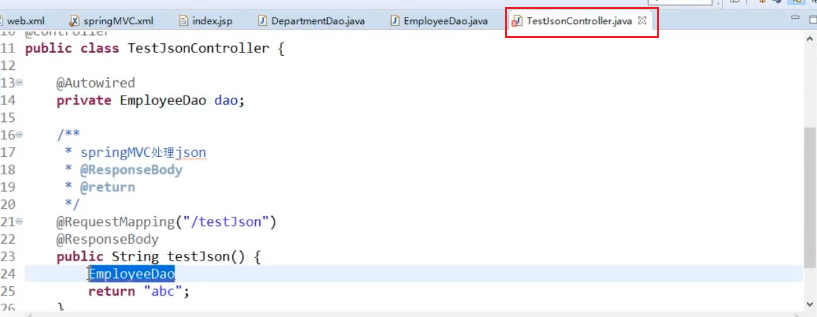 web.xml springMVC.xml index.jsp DepartmentDao.java EmployeeDao.java TestJsonController.java
10 @Controller
11 public class TestJsonController {
12
13 @Autowired
14 private EmployeeDao dao;
15
16 /**
17 * springMVC处理json
18 * @ResponseBody
19 * @return
20 */
21 @RequestMapping("/testJson")
22 @ResponseBody
23 public String testJson() {
24 EmployeeDao
25 return "abc";
26 }